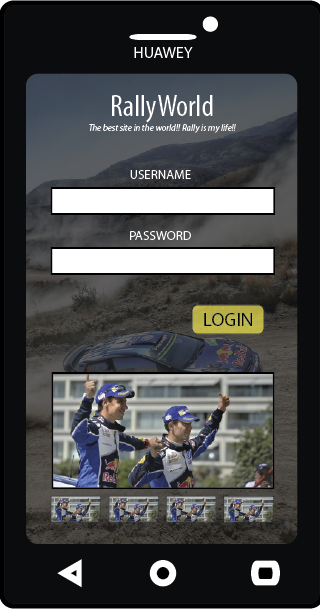 HUAWEY
RallyWorld
The best site in the world!! Rally is my life!!
USERNAME
PASSWORD
LOGIN